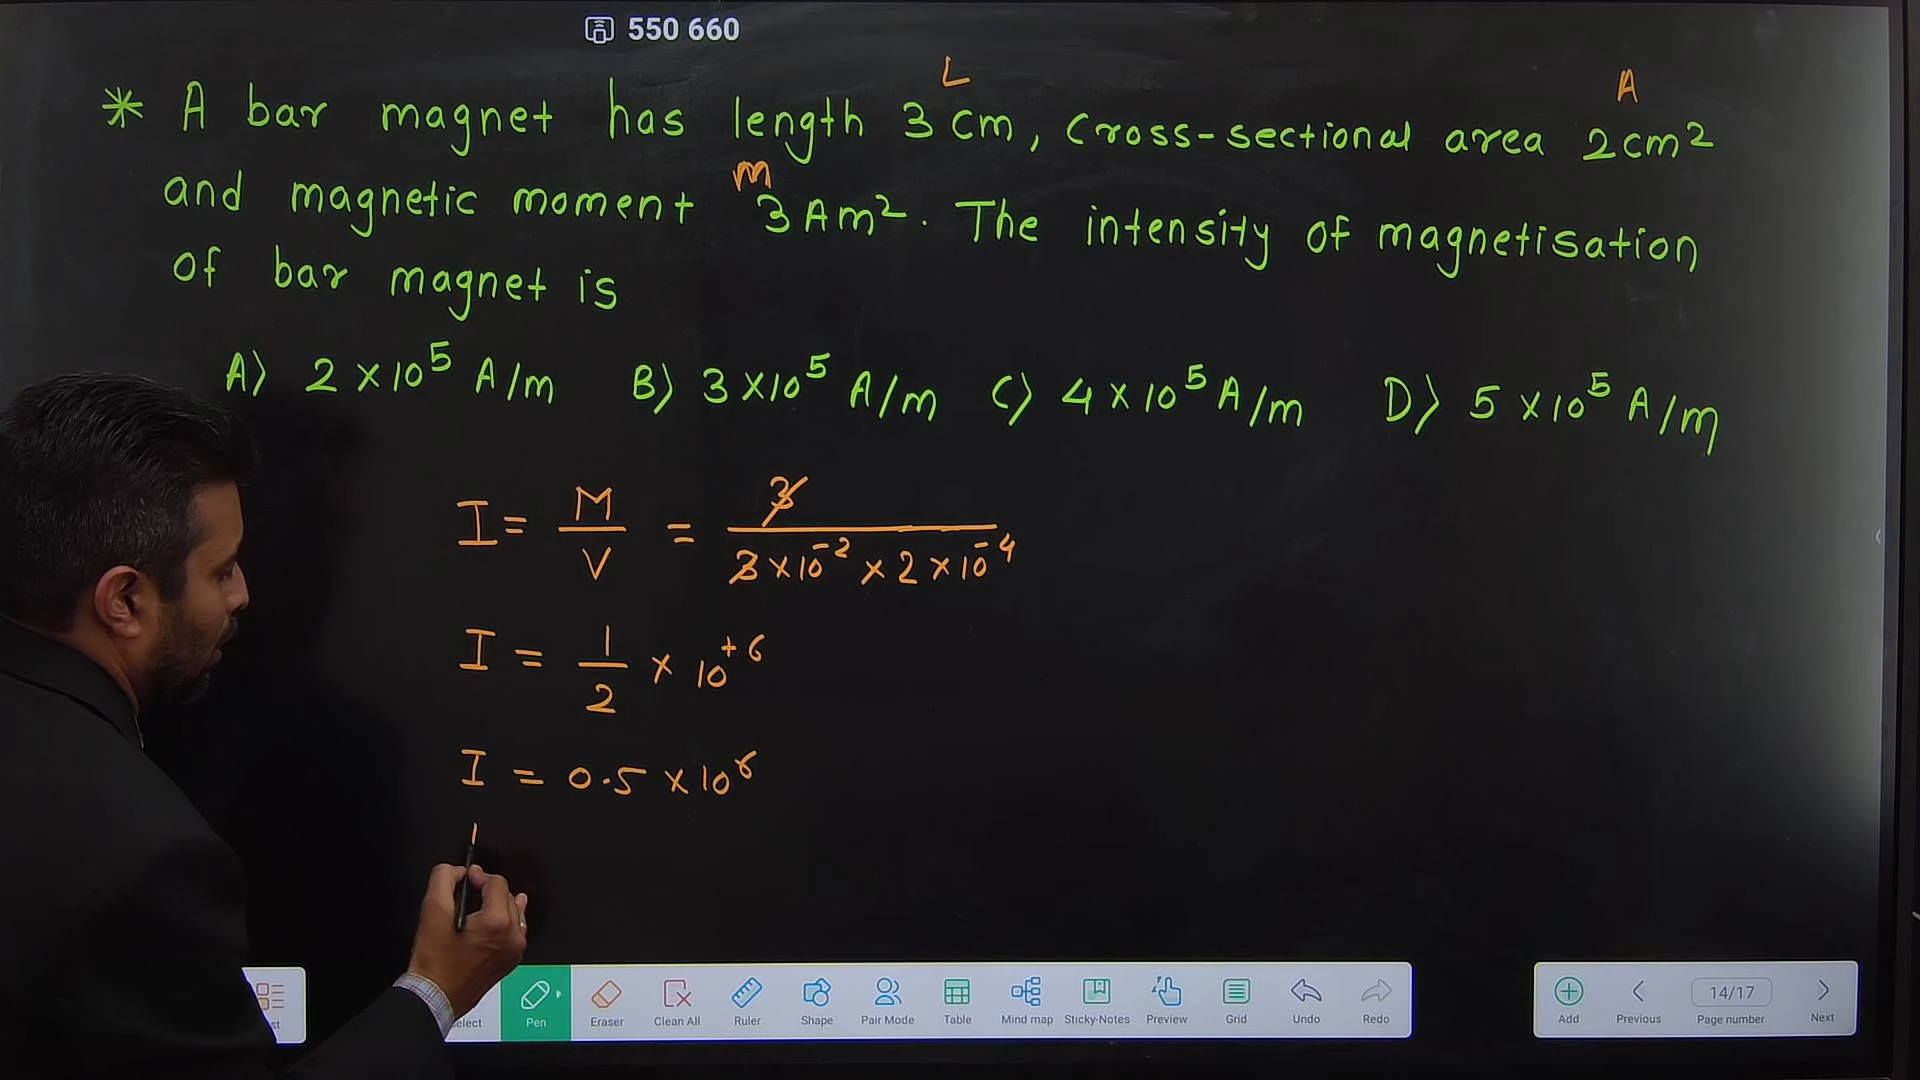 550 660
L
A
* A bar magnet has length 3 cm, cross-sectional area 2cm²
m
and magnetic moment 3Am². The intensity of magnetisation
of bar magnet is
A) 2 × 10⁵ A/m B) 3 × 10⁵ A/m C) 4 × 10⁵ A/m D) 5 × 10⁵ A/m
I = M/V = 3/(3 × 10⁻² × 2 × 10⁻⁴)
I = 1/2 × 10⁺⁶
I = 0.5 × 10⁶
Pen Eraser Clean All Ruler Shape Pair Mode Table Mind map Sticky-Notes Preview Grid Undo Redo
14/17
Add Previous Page number Next